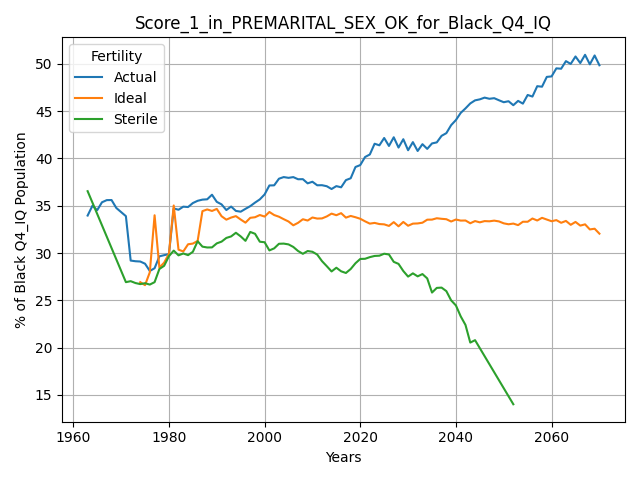 Score_1_in_PREMARITAL_SEX_OK_for_Black_Q4_IQ
% of Black Q4_IQ Population
50
45
40
35
30
25
20
15
Fertility
Actual
Ideal
Sterile
1960 1980 2000 2020 2040 2060
Years